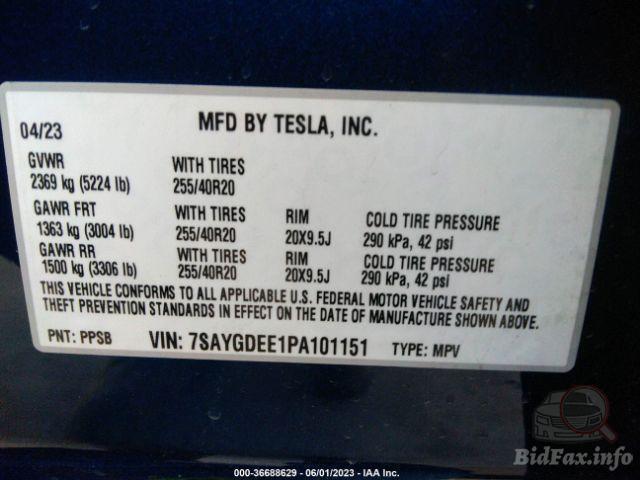 04/23 MFD BY TESLA, INC.
GVWR WITH TIRES
2369 kg (5224 lb) 255/40R20
GAWR FRT WITH TIRES RIM COLD TIRE PRESSURE
1363 kg (3004 lb) 255/40R20 20X9.5J 290 kPa, 42 psi
GAWR RR WITH TIRES RIM COLD TIRE PRESSURE
1500 kg (3306 lb) 255/40R20 20X9.5J 290 kPa, 42 psi
THIS VEHICLE CONFORMS TO ALL APPLICABLE U.S. FEDERAL MOTOR VEHICLE SAFETY AND
THEFT PREVENTION STANDARDS IN EFFECT ON THE DATE OF MANUFACTURE SHOWN ABOVE.
PNT: PPSB VIN: 7SAYGDEE1PA101151 TYPE: MPV
BidFax.info
000-36688629 - 06/01/2023 - IAA Inc.